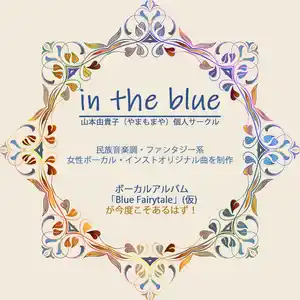 in the blue
山本由貴子（やまもまや）個人サークル
民族音楽調・ファンタジー系
女性ボーカル・インストオリジナル曲を制作
ボーカルアルバム
「Blue Fairytale」(仮)
が今度こそあるはず！